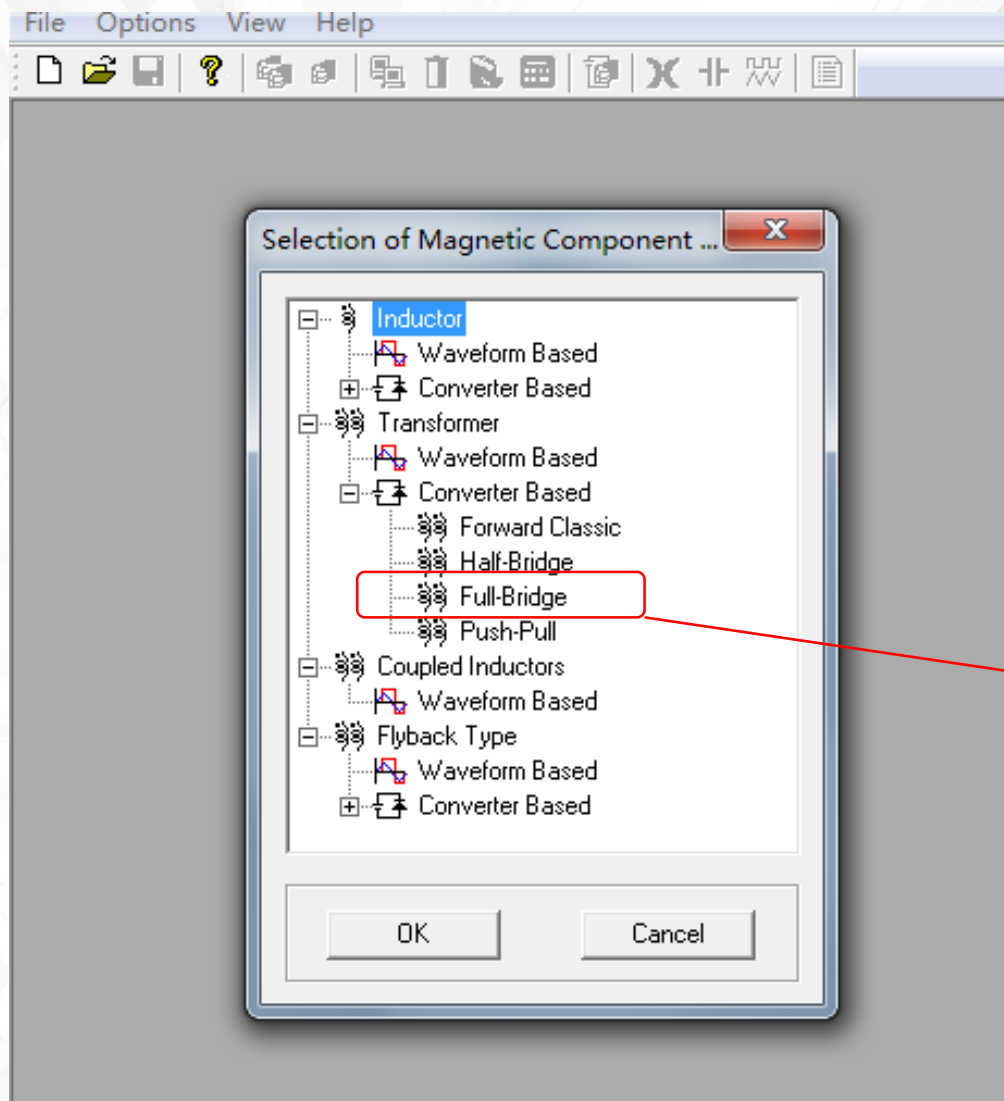 File Options View Help
Selection of Magnetic Component ...
Inductor
Waveform Based
Converter Based
Transformer
Waveform Based
Converter Based
Forward Classic
Half-Bridge
Full-Bridge
Push-Pull
Coupled Inductors
Waveform Based
Flyback Type
Waveform Based
Converter Based
OK Cancel